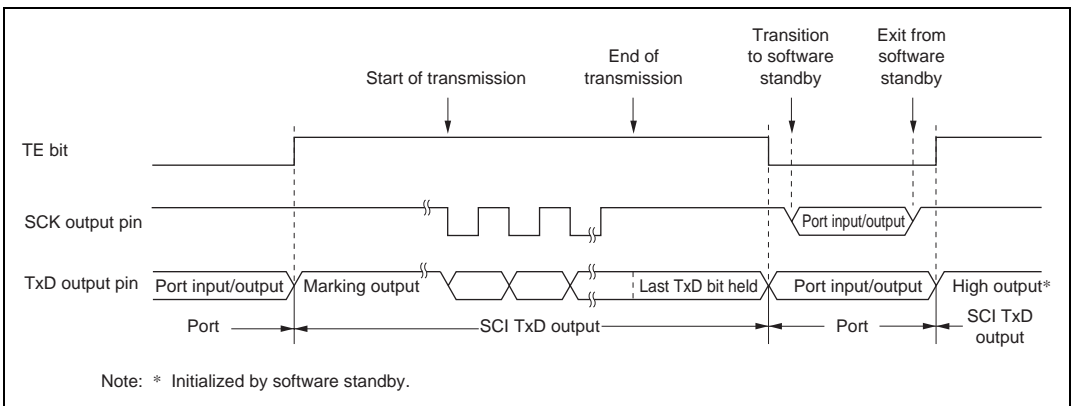 Start of transmission
End of
transmission
Transition
to software
standby
Exit from
software
standby
TE bit
SCK output pin
Port input/output
TxD output pin
Port input/output
Marking output
Last TxD bit held
Port input/output
High output*
Port
SCI TxD output
Port
SCI TxD
output
Note: * Initialized by software standby.